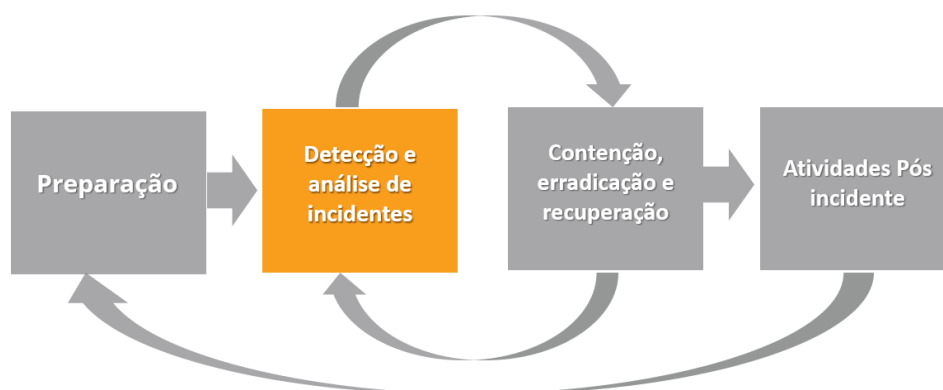 Preparação
Detecção e
análise de
incidentes
Contenção,
erradicação e
recuperação
Atividades Pós
incidente